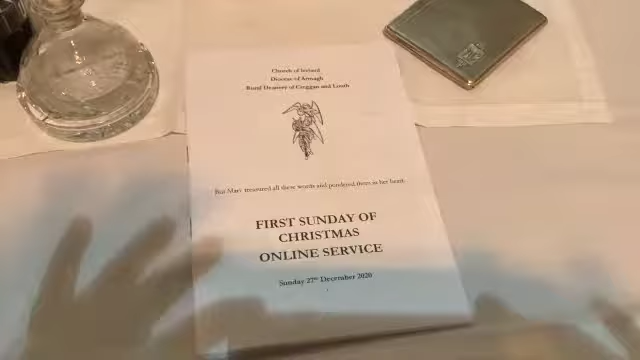 Church of Ireland
Diocese of Armagh
Rural Deanery of Creggan and Louth
But Mary treasured all these words and pondered them in her heart.
FIRST SUNDAY OF
CHRISTMAS
ONLINE SERVICE
Sunday 27th December 2020